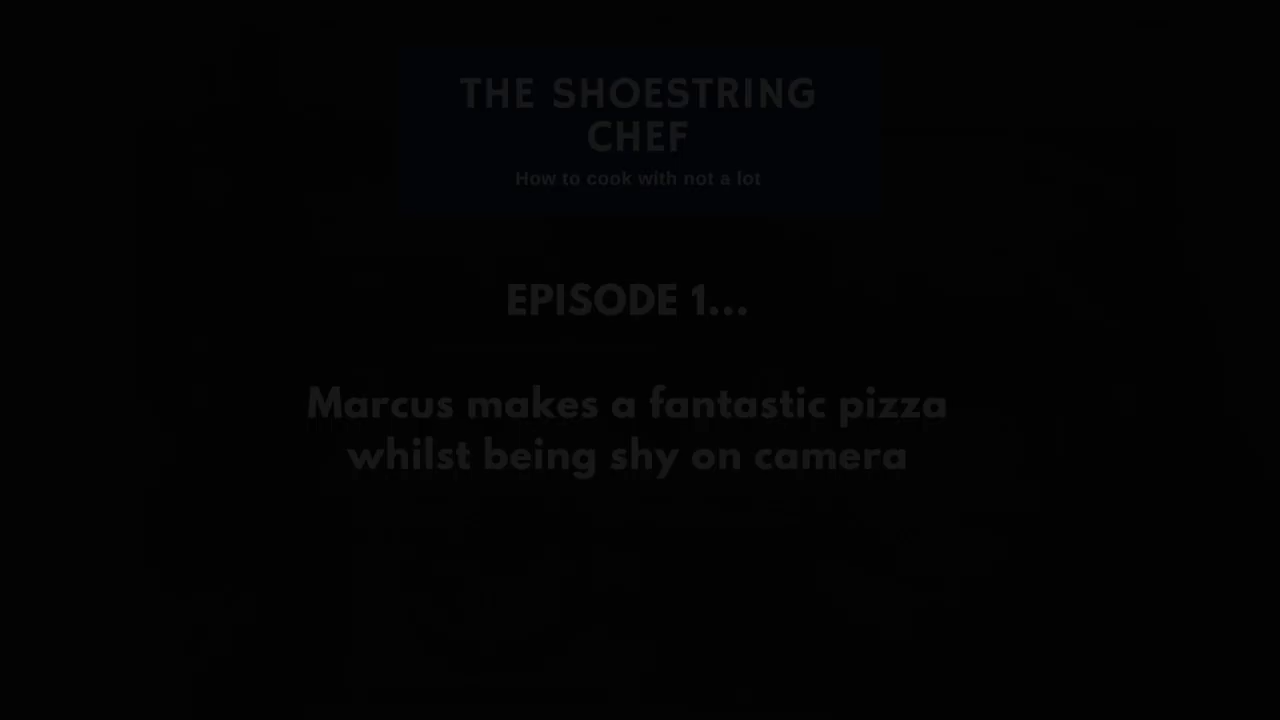 THE SHOESTRING
CHEF
How to cook with not a lot
EPISODE 1...
Marcus makes a fantastic pizza
whilst being shy on camera